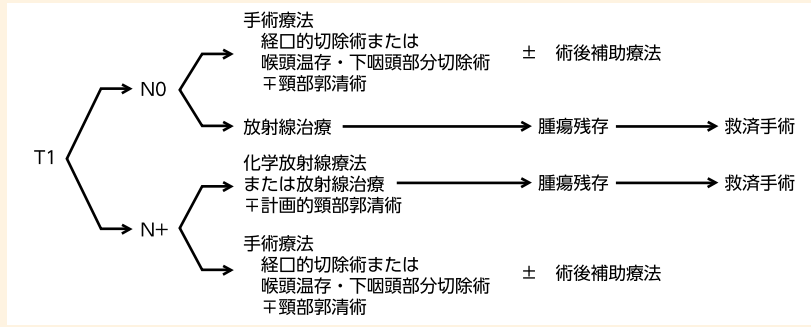 T1
N0
手術療法
経口的切除術または
喉頭温存・下咽頭部分切除術
∓頸部郭清術
± 術後補助療法
放射線治療
腫瘍残存
救済手術
N+
化学放射線療法
または放射線治療
∓計画的頸部郭清術
腫瘍残存
救済手術
手術療法
経口的切除術または
喉頭温存・下咽頭部分切除術
∓頸部郭清術
± 術後補助療法